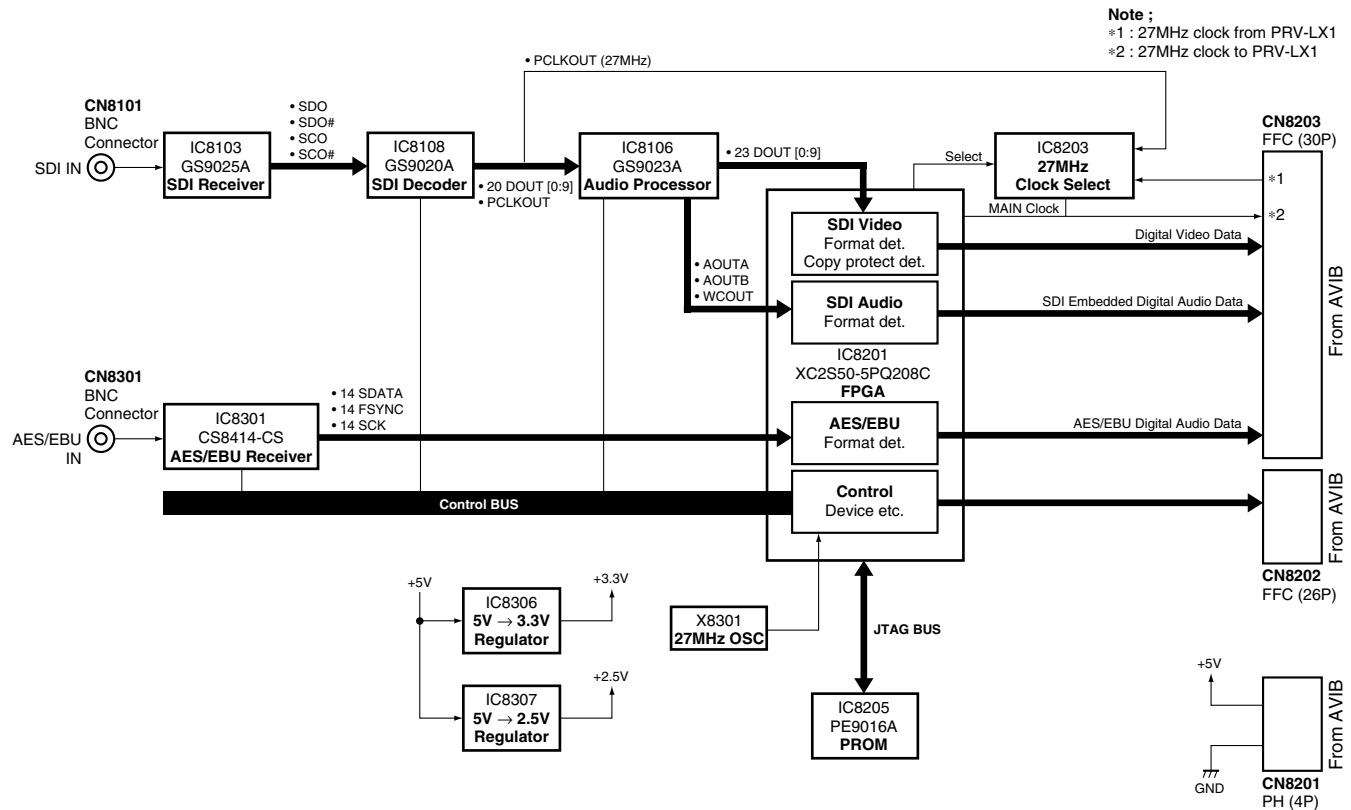 Note ;
*1 : 27MHz clock from PRV-LX1
*2 : 27MHz clock to PRV-LX1
• PCLKOUT (27MHz)
CN8101
BNC
Connector
SDI IN
IC8103
GS9025A
SDI Receiver
• SDO
• SDO#
• SCO
• SCO#
IC8108
GS9020A
SDI Decoder
• 20 DOUT [0:9]
• PCLKOUT
IC8106
GS9023A
Audio Processor
• 23 DOUT [0:9]
Select
IC8203
27MHz
Clock Select
MAIN Clock
CN8203
FFC (30P)
*1
*2
From AVIB
SDI Video
Format det.
Copy protect det.
Digital Video Data
• AOUTA
• AOUTB
• WCOUT
SDI Audio
Format det.
SDI Embedded Digital Audio Data
IC8201
XC2S50-5PQ208C
FPGA
CN8301
BNC
Connector
AES/EBU
IN
IC8301
CS8414-CS
AES/EBU Receiver
• 14 SDATA
• 14 FSYNC
• 14 SCK
AES/EBU
Format det.
AES/EBU Digital Audio Data
Control BUS
Control
Device etc.
From AVIB
CN8202
FFC (26P)
+5V
IC8306
5V → 3.3V
Regulator
+3.3V
IC8307
5V → 2.5V
Regulator
+2.5V
X8301
27MHz OSC
JTAG BUS
IC8205
PE9016A
PROM
+5V
GND
From AVIB
CN8201
PH (4P)